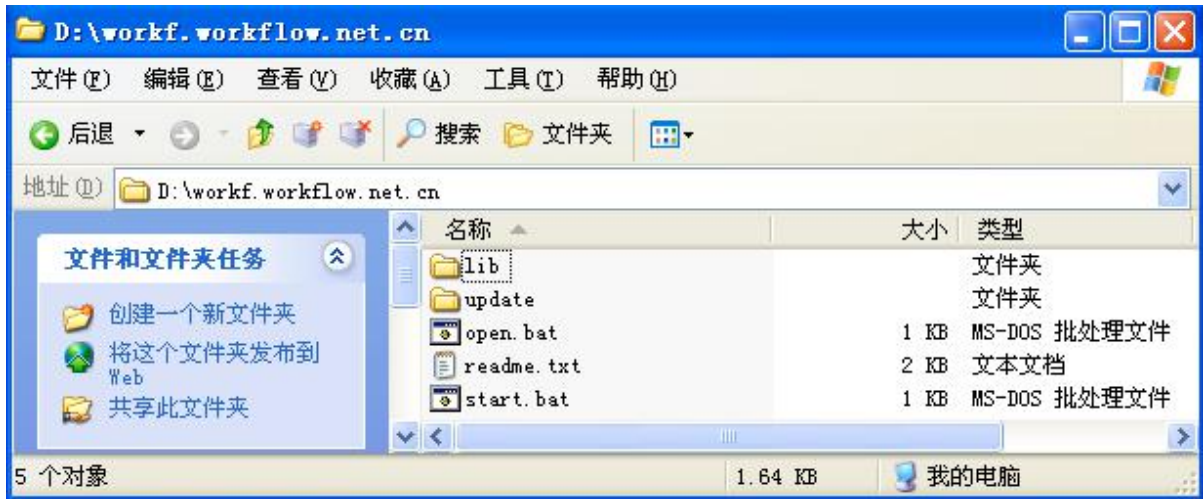 D:\workf.workflow.net.cn
文件(F) 编辑(E) 查看(V) 收藏(A) 工具(T) 帮助(H)
后退 搜索 文件夹
地址(D) D:\workf.workflow.net.cn
名称 大小 类型
文件和文件夹任务
创建一个新文件夹
将这个文件夹发布到
Web
共享此文件夹
lib 文件夹
update 文件夹
open.bat 1 KB MS-DOS 批处理文件
readme.txt 2 KB 文本文档
start.bat 1 KB MS-DOS 批处理文件
5 个对象 1.64 KB 我的电脑